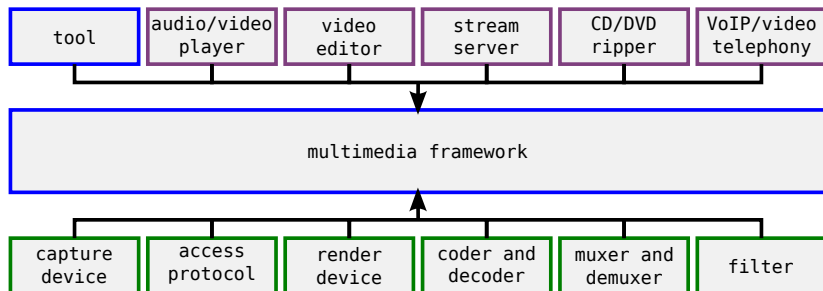 tool
audio/video
player
video
editor
stream
server
CD/DVD
ripper
VoIP/video
telephony
multimedia framework
capture
device
access
protocol
render
device
coder and
decoder
muxer and
demuxer
filter